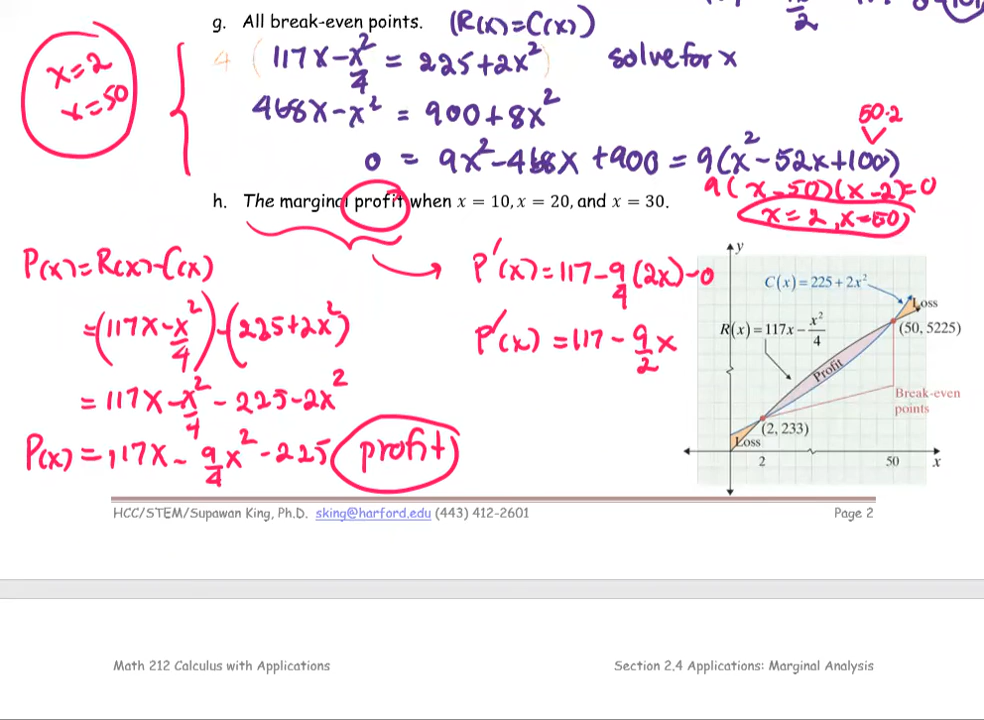 g. All break-even points. (R(x)=C(x))
4 (117x - x²/4 = 225+2x²) solve for x
468x - x² = 900+8x²
50·2
0 = 9x²-468x+900 = 9(x²-52x+100)
9(x-50)(x-2)=0
x=2, x=50
x=2
x=50
h. The marginal profit when x = 10, x = 20, and x = 30.
P(x)=R(x)-C(x)
=(117x-x²/4)-(225+2x²)
= 117x-x²/4 - 225-2x²
P(x)=117x - 9/4x² - 225 profit
P'(x)=117-9/4(2x)-0
P'(x)=117-9/2x
y
C(x) = 225 + 2x²
Loss
R(x) = 117x − x²/4
(50, 5225)
Profit
Break-even
points
(2, 233)
Loss
2 50 x
HCC/STEM/Supawan King, Ph.D. sking@harford.edu (443) 412-2601 Page 2
Math 212 Calculus with Applications Section 2.4 Applications: Marginal Analysis